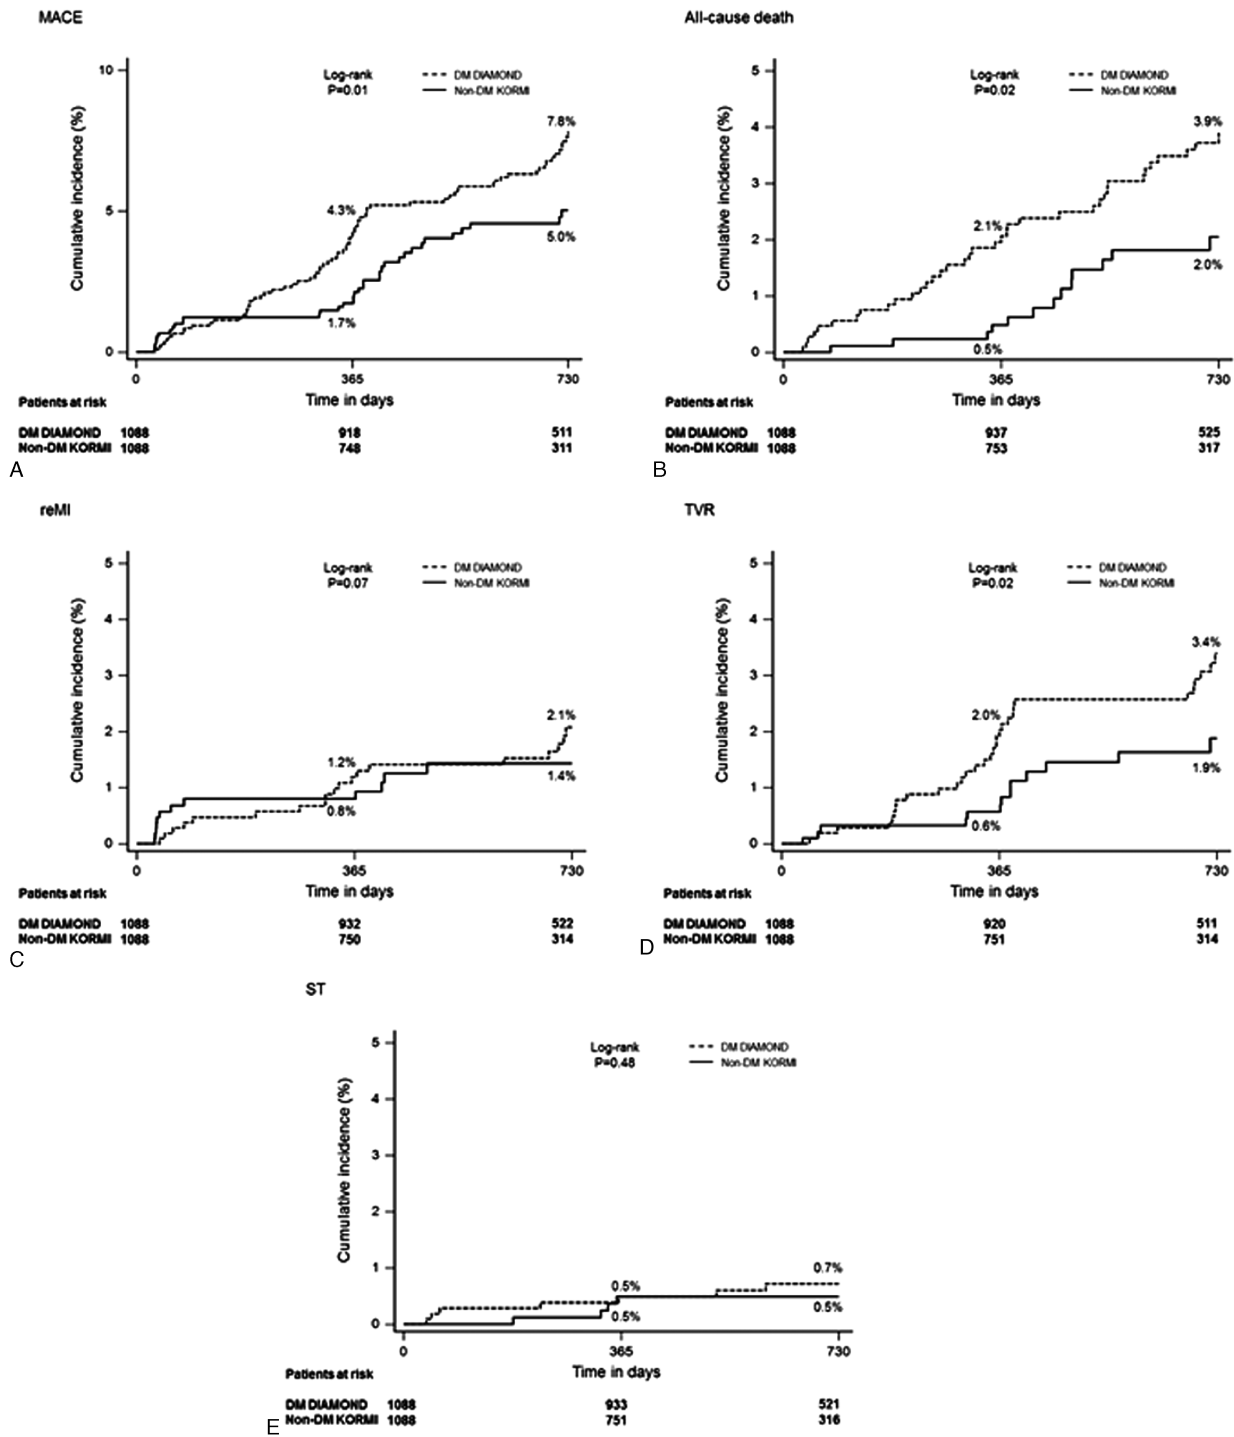 MACE
10
5
0
Cumulative incidence (%)
Log-rank
P=0.01
DM DIAMOND
Non-DM KORMI
7.8%
4.3%
5.0%
1.7%
0 365 730
Time in days
Patients at risk
DM DIAMOND 1088 918 511
Non-DM KORMI 1088 748 311
A
All-cause death
5
4
3
2
1
0
Cumulative incidence (%)
Log-rank
P=0.02
DM DIAMOND
Non-DM KORMI
3.9%
2.1%
2.0%
0.5%
0 365 730
Time in days
Patients at risk
DM DIAMOND 1088 937 525
Non-DM KORMI 1088 753 317
B
reMI
5
4
3
2
1
0
Cumulative incidence (%)
Log-rank
P=0.07
DM DIAMOND
Non-DM KORMI
2.1%
1.2%
1.4%
0.8%
0 365 730
Time in days
Patients at risk
DM DIAMOND 1088 932 522
Non-DM KORMI 1088 750 314
C
TVR
5
4
3
2
1
0
Cumulative incidence (%)
Log-rank
P=0.02
DM DIAMOND
Non-DM KORMI
3.4%
2.0%
1.9%
0.6%
0 365 730
Time in days
Patients at risk
DM DIAMOND 1088 920 511
Non-DM KORMI 1088 751 314
D
ST
5
4
3
2
1
0
Cumulative incidence (%)
Log-rank
P=0.48
DM DIAMOND
Non-DM KORMI
0.7%
0.5%
0.5%
0.5%
0 365 730
Time in days
Patients at risk
DM DIAMOND 1088 933 521
Non-DM KORMI 1088 751 316
E